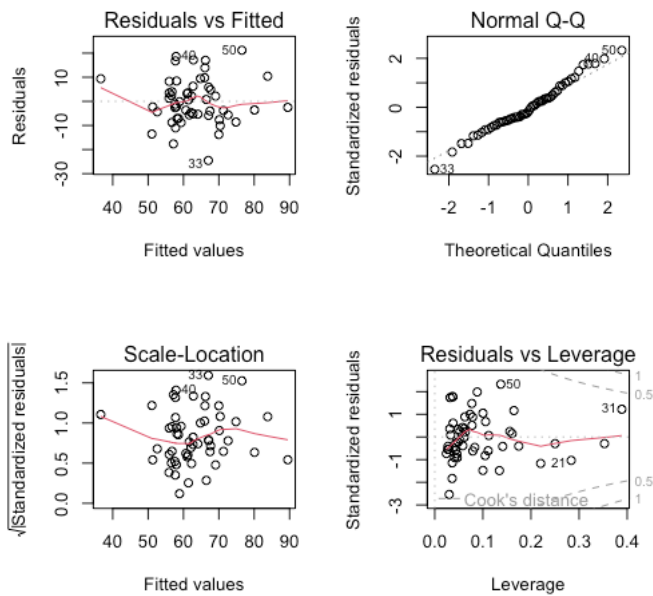 Residuals vs Fitted
Residuals
10
-10
-30
40
50
33
40 50 60 70 80 90
Fitted values
Normal Q-Q
Standardized residuals
2
0
-2
40
50
33
-2 -1 0 1 2
Theoretical Quantiles
Scale-Location
√|Standardized residuals|
1.5
1.0
0.5
0.0
33
40
50
40 50 60 70 80 90
Fitted values
Residuals vs Leverage
Standardized residuals
1
-1
-3
50
31
21
1
0.5
0.5
1
Cook's distance
0.0 0.1 0.2 0.3 0.4
Leverage